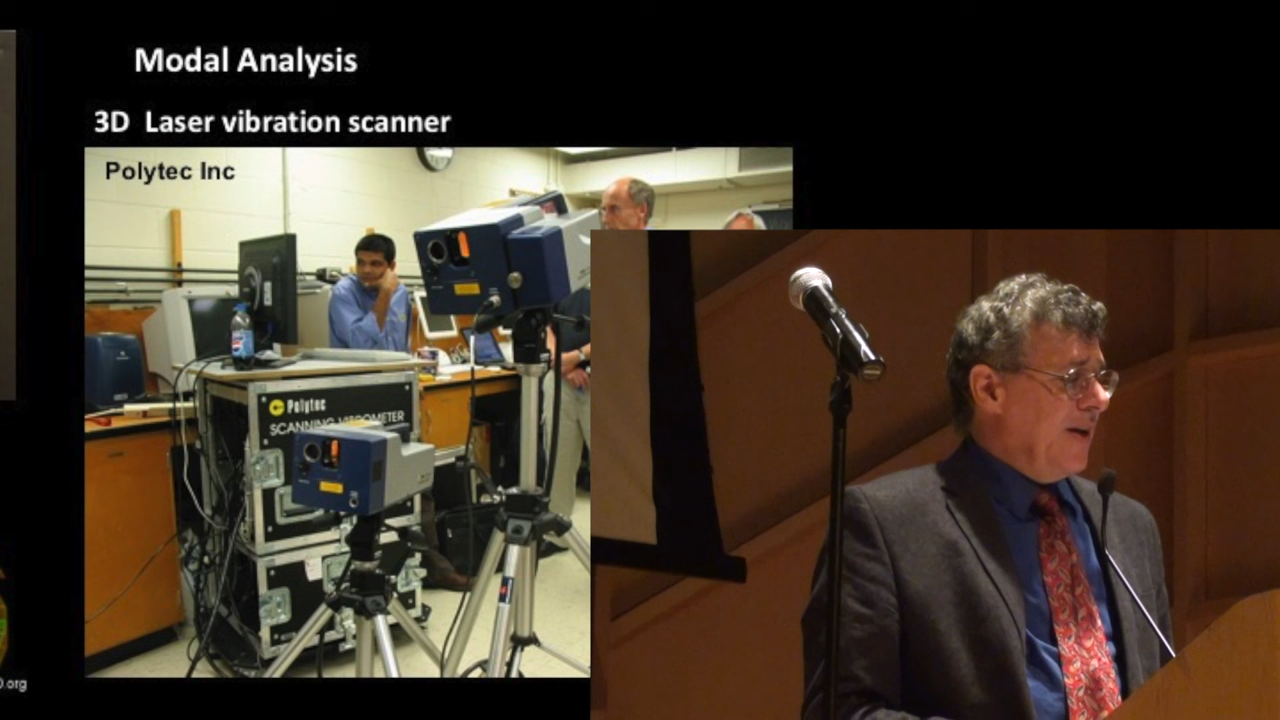 Modal Analysis
3D Laser vibration scanner
Polytec Inc
Polytec
SCANNING VIBROMETER
.org